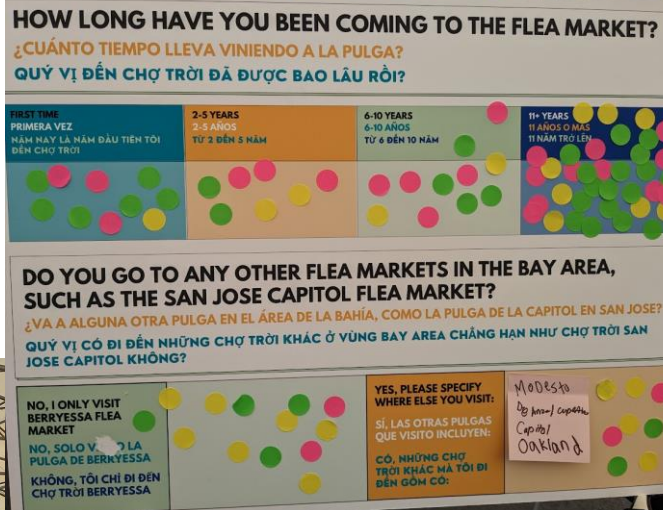 HOW LONG HAVE YOU BEEN COMING TO THE FLEA MARKET?
¿CUÁNTO TIEMPO LLEVA VINIENDO A LA PULGA?
QUÝ VỊ ĐẾN CHỢ TRỜI ĐÃ ĐƯỢC BAO LÂU RỒI?
FIRST TIME
PRIMERA VEZ
NĂM NAY LÀ NĂM ĐẦU TIÊN TÔI
ĐẾN CHỢ TRỜI
2-5 YEARS
2-5 AÑOS
TỪ 2 ĐẾN 5 NĂM
6-10 YEARS
6-10 AÑOS
TỪ 6 ĐẾN 10 NĂM
11+ YEARS
11 AÑOS O MÁS
11 NĂM TRỞ LÊN
DO YOU GO TO ANY OTHER FLEA MARKETS IN THE BAY AREA,
SUCH AS THE SAN JOSE CAPITOL FLEA MARKET?
¿VA A ALGUNA OTRA PULGA EN EL ÁREA DE LA BAHÍA, COMO LA PULGA DE LA CAPITOL EN SAN JOSE?
QUÝ VỊ CÓ ĐI ĐẾN NHỮNG CHỢ TRỜI KHÁC Ở VÙNG BAY AREA CHẲNG HẠN NHƯ CHỢ TRỜI SAN
JOSE CAPITOL KHÔNG?
NO, I ONLY VISIT
BERRYESSA FLEA
MARKET
NO, SOLO LA
PULGA DE BERRYESSA
KHÔNG, TÔI CHỈ ĐI ĐẾN
CHỢ TRỜI BERRYESSA
YES, PLEASE SPECIFY
WHERE ELSE YOU VISIT:
SÍ, LAS OTRAS PULGAS
QUE VISITO INCLUYEN:
CÓ, NHỮNG CHỢ
TRỜI KHÁC MÀ TÔI ĐI
ĐẾN GỒM CÓ:
Modesto
Capitol
Oakland